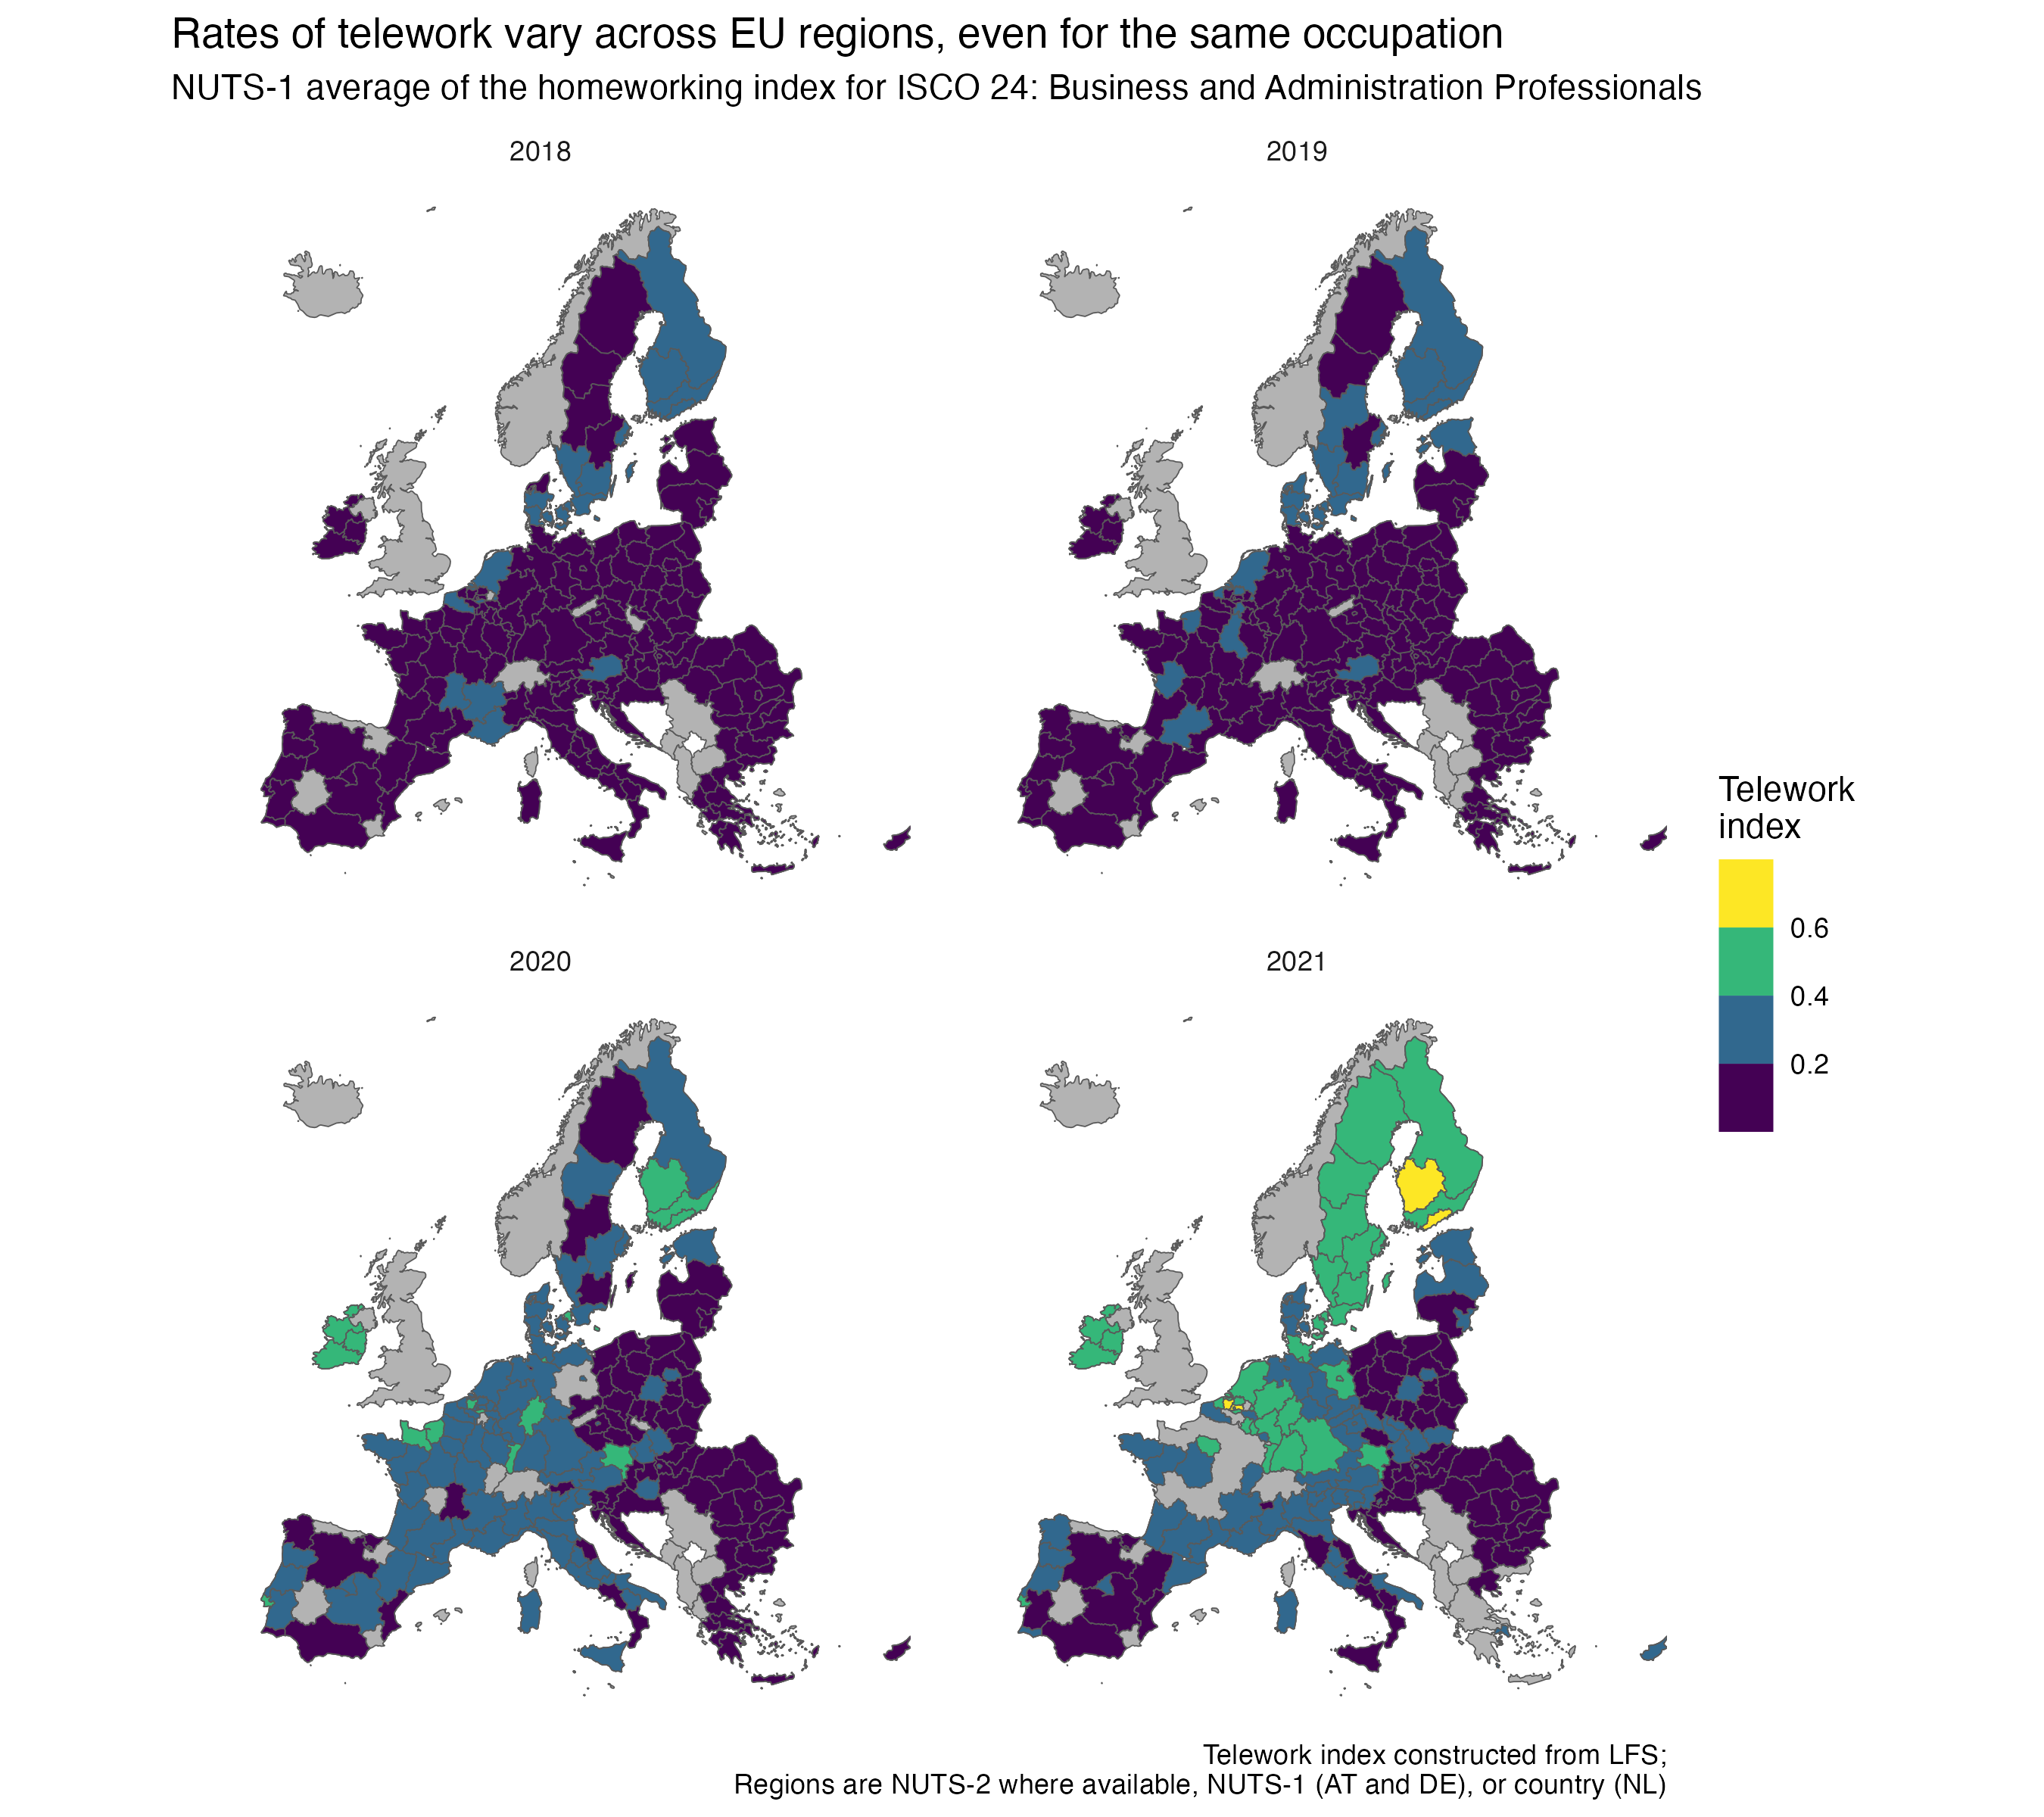 Rates of telework vary across EU regions, even for the same occupation
NUTS-1 average of the homeworking index for ISCO 24: Business and Administration Professionals
2018
2019
Telework
index
0.6
0.4
0.2
2020
2021
Telework index constructed from LFS;
Regions are NUTS-2 where available, NUTS-1 (AT and DE), or country (NL)